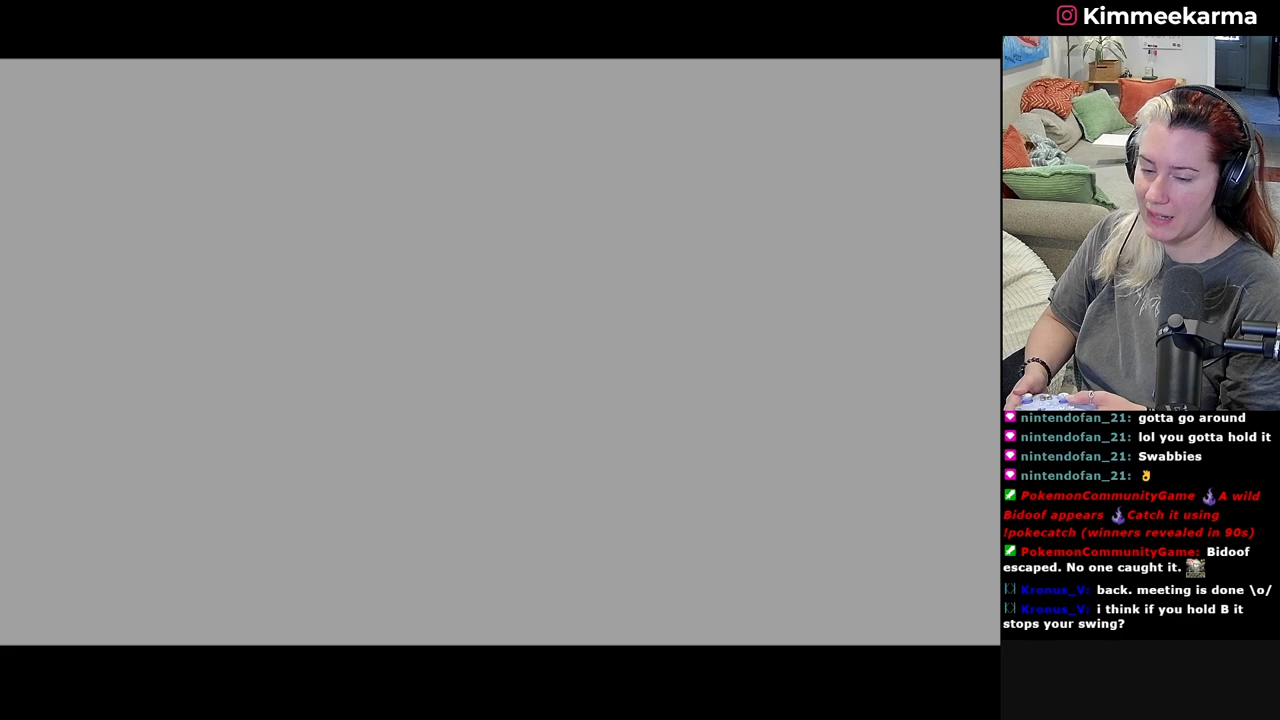 Kimmeekarma
nintendofan_21: gotta go around
nintendofan_21: lol you gotta hold it
nintendofan_21: Swabbies
nintendofan_21: 👌
PokemonCommunityGame A wild
Bidoof appears Catch it using
!pokecatch (winners revealed in 90s)
PokemonCommunityGame: Bidoof
escaped. No one caught it.
Kronus_V: back. meeting is done \o/
Kronus_V: i think if you hold B it
stops your swing?